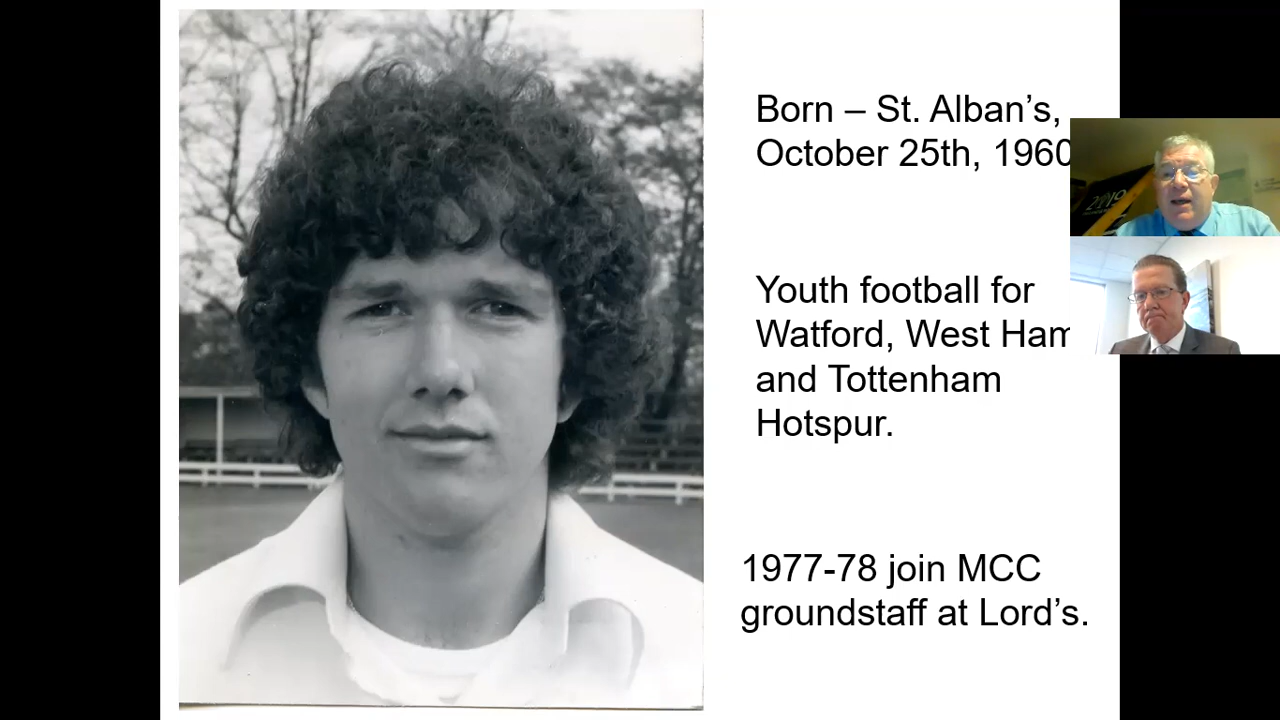 Born – St. Alban’s,
October 25th, 1960
Youth football for
Watford, West Ham
and Tottenham
Hotspur.
1977-78 join MCC
groundstaff at Lord’s.
2019